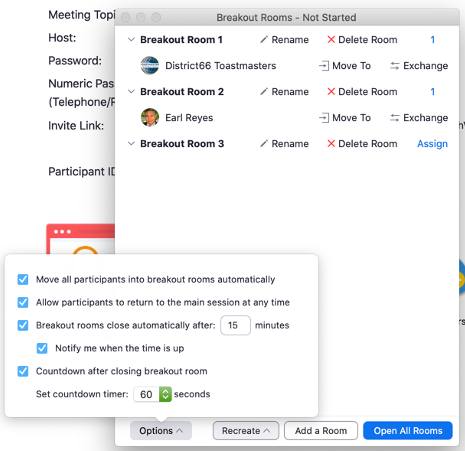 Meeting Topi
Breakout Rooms - Not Started
Host:
Breakout Room 1 Rename Delete Room 1
Password:
District66 Toastmasters Move To Exchange
Numeric Pas
Breakout Room 2 Rename Delete Room 1
(Telephone/F
Invite Link:
Earl Reyes Move To Exchange
Breakout Room 3 Rename Delete Room Assign
Participant ID
Move all participants into breakout rooms automatically
Allow participants to return to the main session at any time
Breakout rooms close automatically after: 15 minutes
Notify me when the time is up
Countdown after closing breakout room
Set countdown timer: 60 seconds
Options Recreate Add a Room Open All Rooms